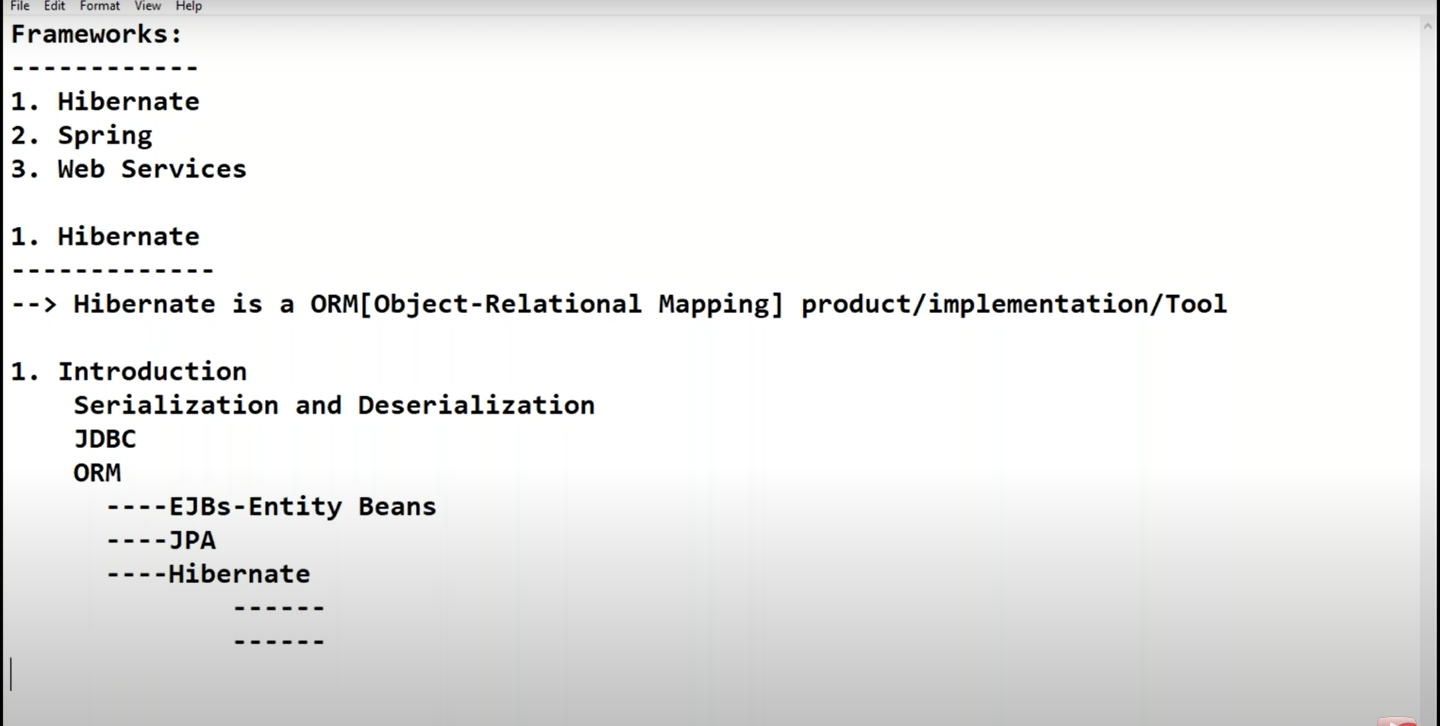 File Edit Format View Help
Frameworks:
------------
1. Hibernate
2. Spring
3. Web Services
1. Hibernate
-------------
--> Hibernate is a ORM[Object-Relational Mapping] product/implementation/Tool
1. Introduction
Serialization and Deserialization
JDBC
ORM
----EJBs-Entity Beans
----JPA
----Hibernate
------
------